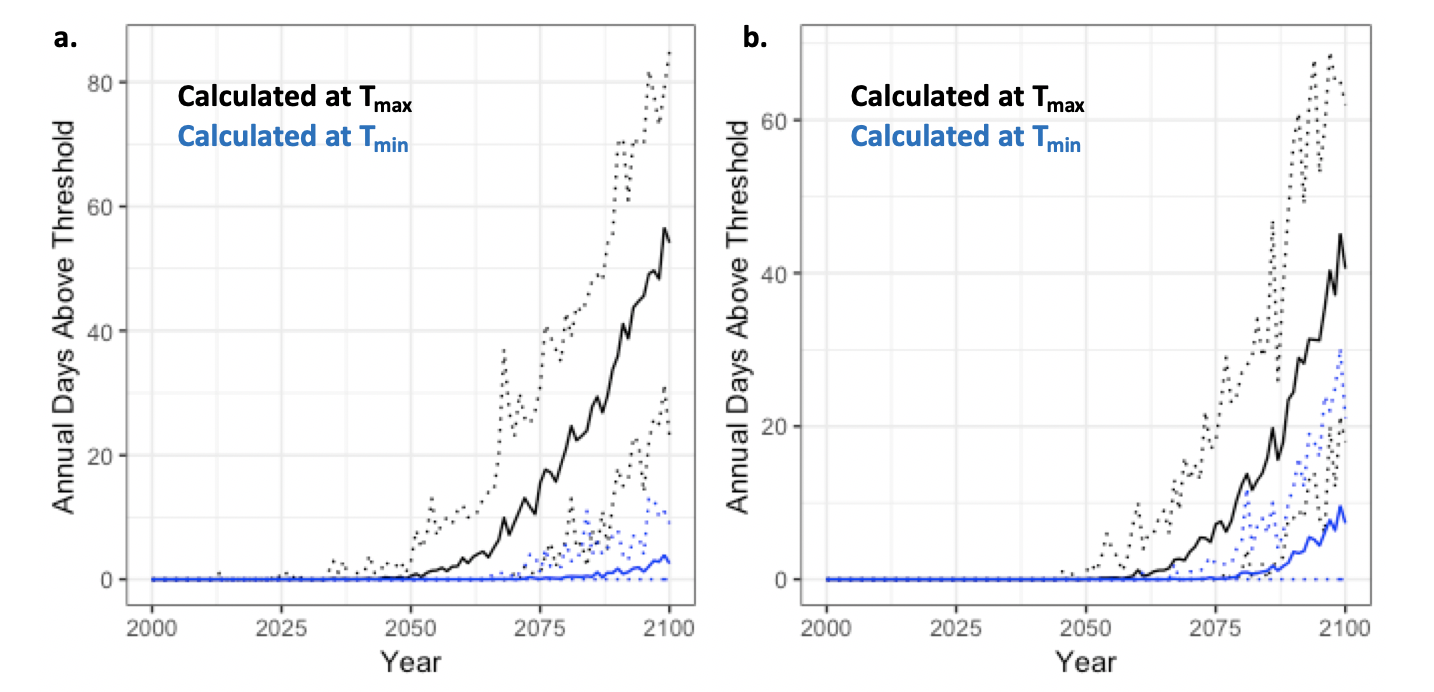 a.
Calculated at Tmax
Calculated at Tmin
Annual Days Above Threshold
80
60
40
20
0
2000 2025 2050 2075 2100
Year
b.
Calculated at Tmax
Calculated at Tmin
Annual Days Above Threshold
60
40
20
0
2000 2025 2050 2075 2100
Year